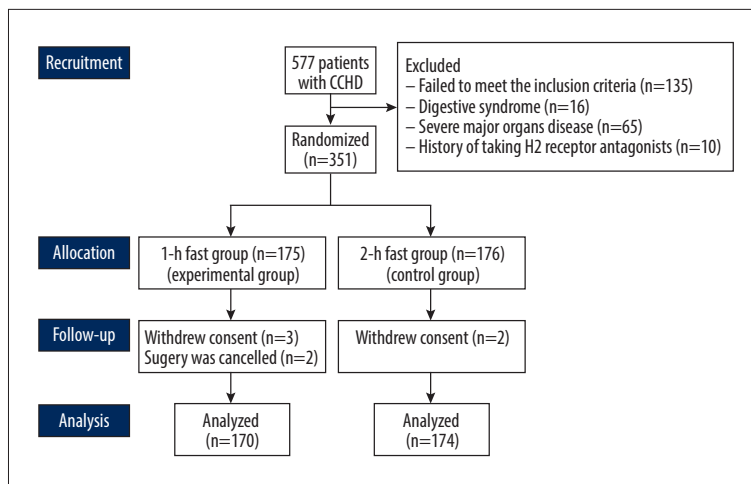 Recruitment
577 patients
with CCHD
Excluded
– Failed to meet the inclusion criteria (n=135)
– Digestive syndrome (n=16)
– Severe major organs disease (n=65)
– History of taking H2 receptor antagonists (n=10)
Randomized
(n=351)
Allocation
1-h fast group (n=175)
(experimental group)
2-h fast group (n=176)
(control group)
Follow-up
Withdrew consent (n=3)
Sugery was cancelled (n=2)
Withdrew consent (n=2)
Analysis
Analyzed
(n=170)
Analyzed
(n=174)